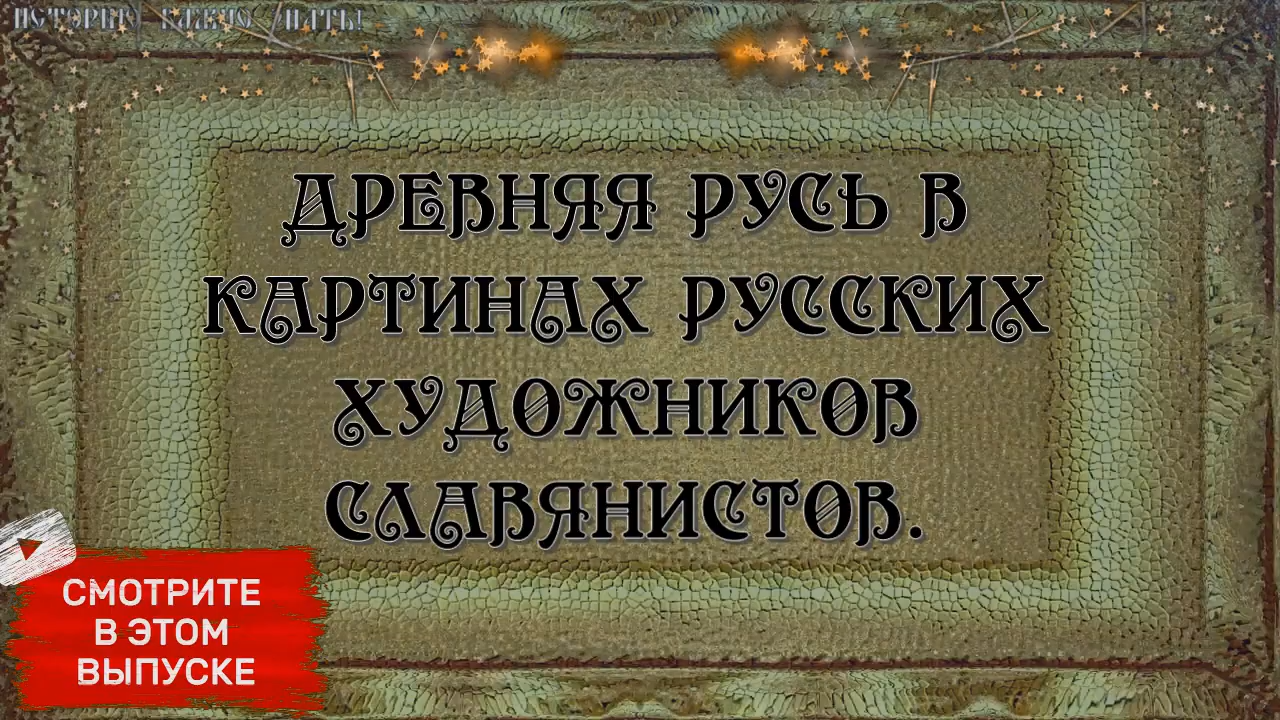 ДРЕВНЯЯ РУСЬ В
КАРТИНАХ РУССКИХ
ХУДОЖНИКОВ
СЛАВЯНИСТОВ.
СМОТРИТЕ
В ЭТОМ
ВЫПУСКЕ